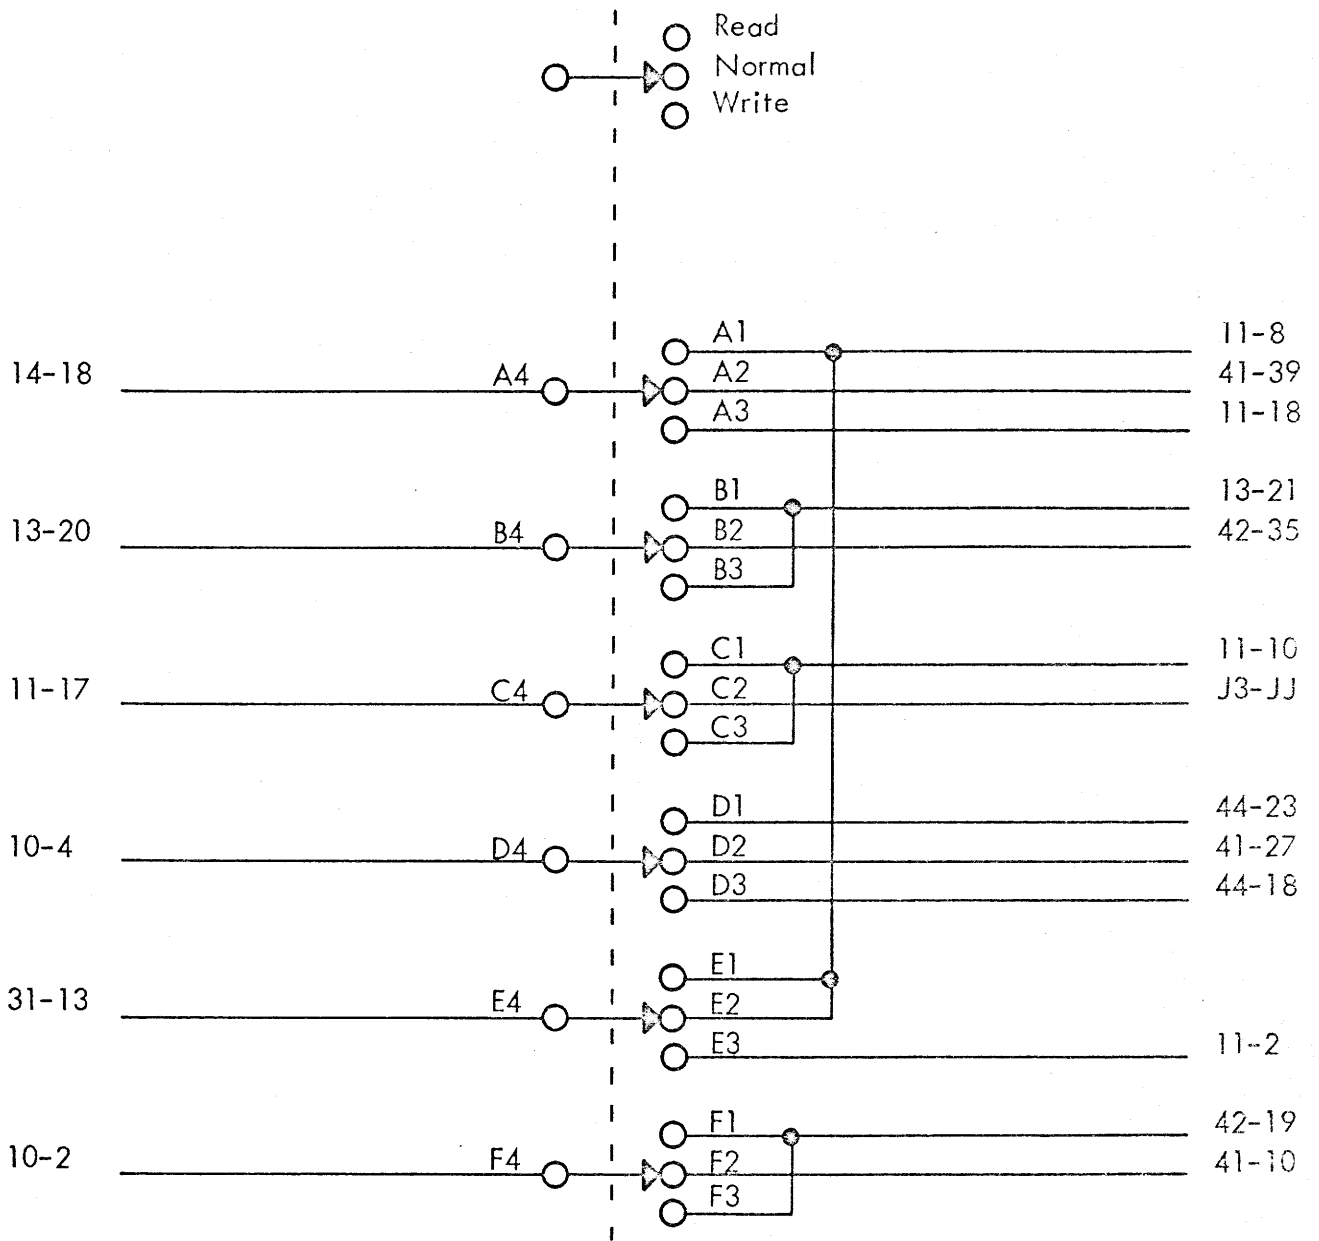 Read
Normal
Write
A1 11-8
14-18 A4 A2 41-39
A3 11-18
B1 13-21
13-20 B4 B2 42-35
B3
C1 11-10
11-17 C4 C2 J3-JJ
C3
D1 44-23
10-4 D4 D2 41-27
D3 44-18
E1
31-13 E4 E2
E3 11-2
F1 42-19
10-2 F4 F2 41-10
F3